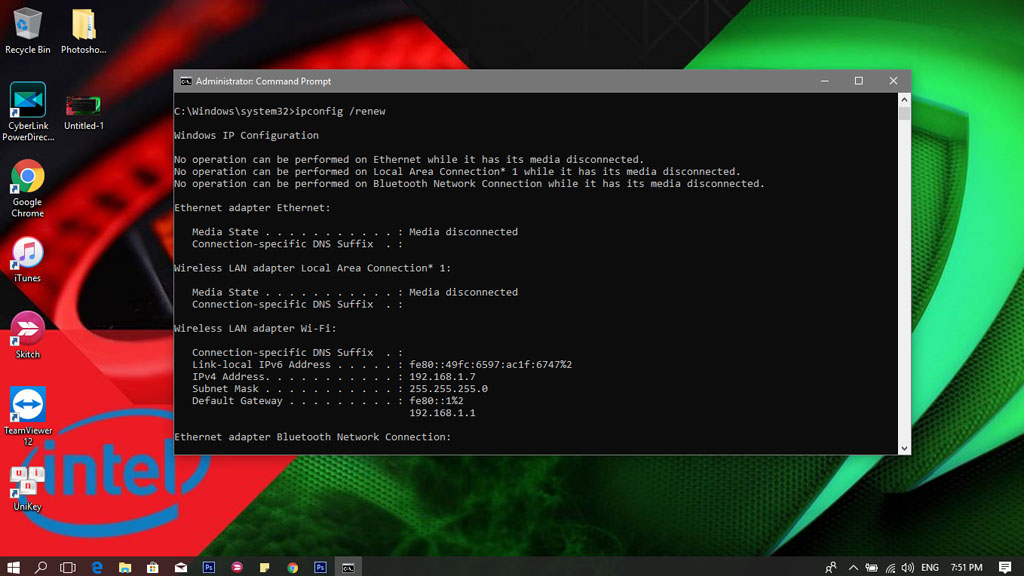 Recycle Bin
Photosho...
CyberLink
PowerDirec...
Untitled-1
Google
Chrome
iTunes
Skitch
TeamViewer
12
intel
u i
n
UniKey
Administrator: Command Prompt
C:\Windows\system32>ipconfig /renew
Windows IP Configuration
No operation can be performed on Ethernet while it has its media disconnected.
No operation can be performed on Local Area Connection* 1 while it has its media disconnected.
No operation can be performed on Bluetooth Network Connection while it has its media disconnected.
Ethernet adapter Ethernet:
Media State . . . . . . . . . . . : Media disconnected
Connection-specific DNS Suffix  . :
Wireless LAN adapter Local Area Connection* 1:
Media State . . . . . . . . . . . : Media disconnected
Connection-specific DNS Suffix  . :
Wireless LAN adapter Wi-Fi:
Connection-specific DNS Suffix  . :
Link-local IPv6 Address . . . . . : fe80::49fc:6597:ac1f:6747%2
IPv4 Address. . . . . . . . . . . : 192.168.1.7
Subnet Mask . . . . . . . . . . . : 255.255.255.0
Default Gateway . . . . . . . . . : fe80::1%2
192.168.1.1
Ethernet adapter Bluetooth Network Connection:
Ps
Ps
ENG
7:51 PM